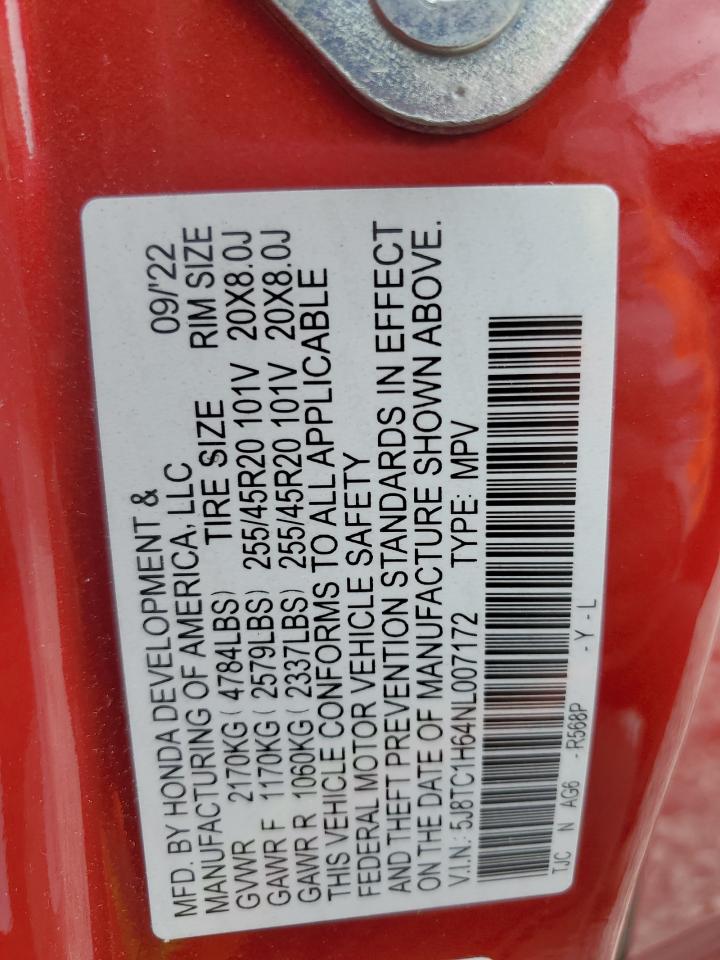 MFD. BY HONDA DEVELOPMENT & 09/'22
MANUFACTURING OF AMERICA, LLC
TIRE SIZE RIM SIZE
GVWR 2170KG ( 4784LBS) 255/45R20 101V 20X8.0J
GAWR F 1170KG ( 2579LBS) 255/45R20 101V 20X8.0J
GAWR R 1060KG ( 2337LBS)
THIS VEHICLE CONFORMS TO ALL APPLICABLE
FEDERAL MOTOR VEHICLE SAFETY
AND THEFT PREVENTION STANDARDS IN EFFECT
ON THE DATE OF MANUFACTURE SHOWN ABOVE.
V.I.N.: 5J8TC1H64NL007172 TYPE: MPV
TJC N AG6 -R568P -Y-L